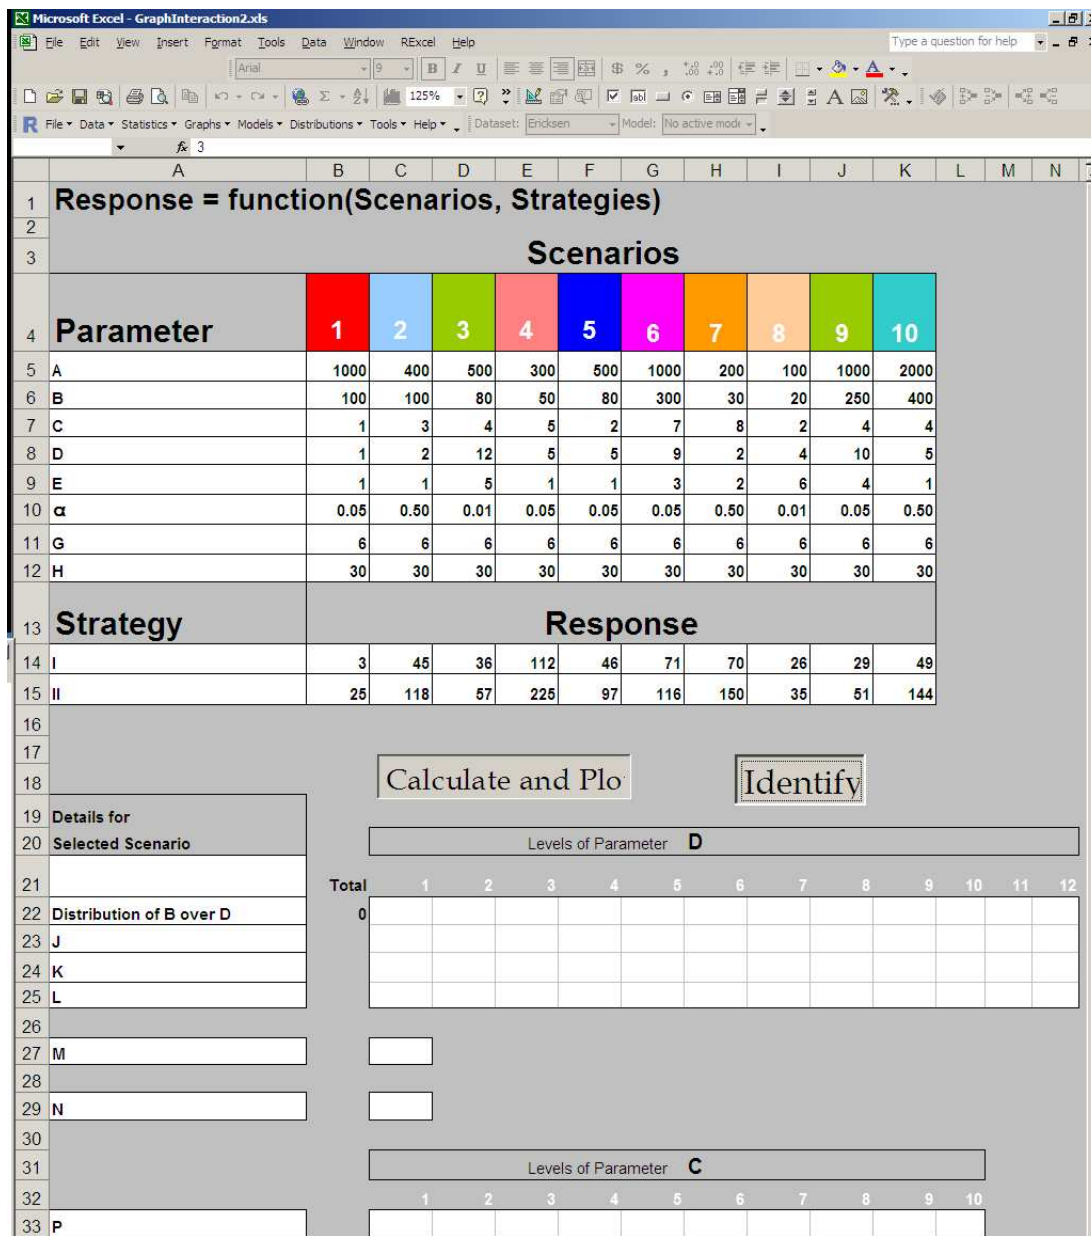 Microsoft Excel - GraphInteraction2.xls
File Edit View Insert Format Tools Data Window RExcel Help Type a question for help
Arial 9 B I U $ % ,
125%
R File Data Statistics Graphs Models Distributions Tools Help Dataset: Ericksen Model: No active mode
fx 3
A B C D E F G H I J K L M N
1 Response = function(Scenarios, Strategies)
2
3 Scenarios
4 Parameter 1 2 3 4 5 6 7 8 9 10
5 A 1000 400 500 300 500 1000 200 100 1000 2000
6 B 100 100 80 50 80 300 30 20 250 400
7 C 1 3 4 5 2 7 8 2 4 4
8 D 1 2 12 5 5 9 2 4 10 5
9 E 1 1 5 1 1 3 2 6 4 1
10 α 0.05 0.50 0.01 0.05 0.05 0.05 0.50 0.01 0.05 0.50
11 G 6 6 6 6 6 6 6 6 6 6
12 H 30 30 30 30 30 30 30 30 30 30
13 Strategy Response
14 I 3 45 36 112 46 71 70 26 29 49
15 II 25 118 57 225 97 116 150 35 51 144
16
17
18 Calculate and Plo Identify
19 Details for
20 Selected Scenario Levels of Parameter D
21 Total 1 2 3 4 5 6 7 8 9 10 11 12
22 Distribution of B over D 0
23 J
24 K
25 L
26
27 M
28
29 N
30
31 Levels of Parameter C
32 1 2 3 4 5 6 7 8 9 10
33 P